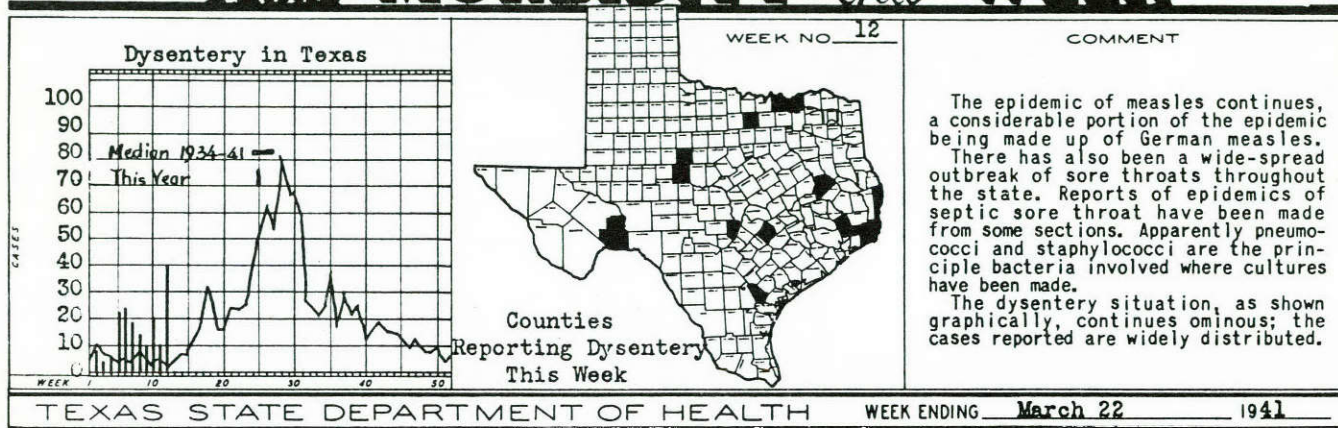 Dysentery in Texas
100
90
80
70
60
50
40
30
20
10
0
Median 1934-41
This Year
CASES
WEEK 1 10 20 30 40 50
WEEK NO 12
Counties
Reporting Dysentery
This Week
COMMENT
The epidemic of measles continues,
a considerable portion of the epidemic
being made up of German measles.
There has also been a wide-spread
outbreak of sore throats throughout
the state. Reports of epidemics of
septic sore throat have been made
from some sections. Apparently pneumo-
cocci and staphylococci are the prin-
ciple bacteria involved where cultures
have been made.
The dysentery situation, as shown
graphically, continues ominous; the
cases reported are widely distributed.
TEXAS STATE DEPARTMENT OF HEALTH WEEK ENDING March 22 1941